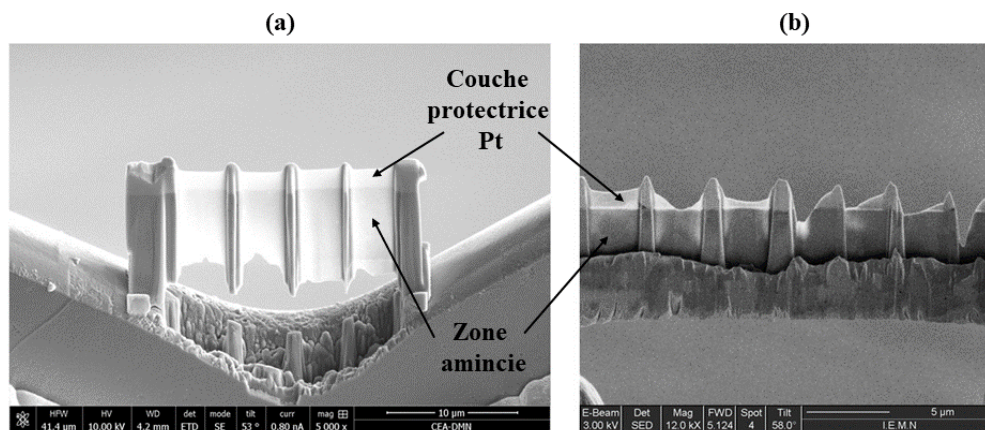 (a)
(b)
Couche
protectrice
Pt
Zone
amincie
HFW HV WD det mode tilt curr mag
41.4 µm 10.00 kV 4.2 mm ETD SE 53 ° 0.80 nA 5 000 x
10 µm
CEA-DMN
E-Beam Det Mag FWD Spot Tilt
3.00 kV SED 12.0 kX 5.124 4 58.0°
5 µm
I.E.M.N